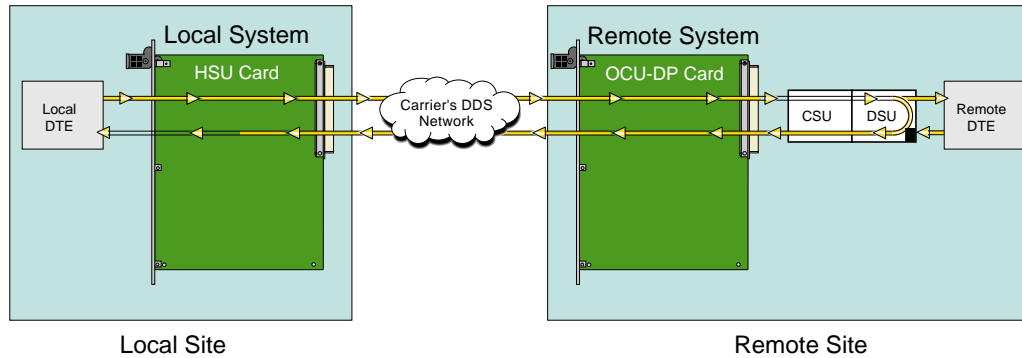 Local System
HSU Card
Local
DTE
Carrier's DDS
Network
Remote System
OCU-DP Card
CSU
DSU
Remote
DTE
Local Site
Remote Site